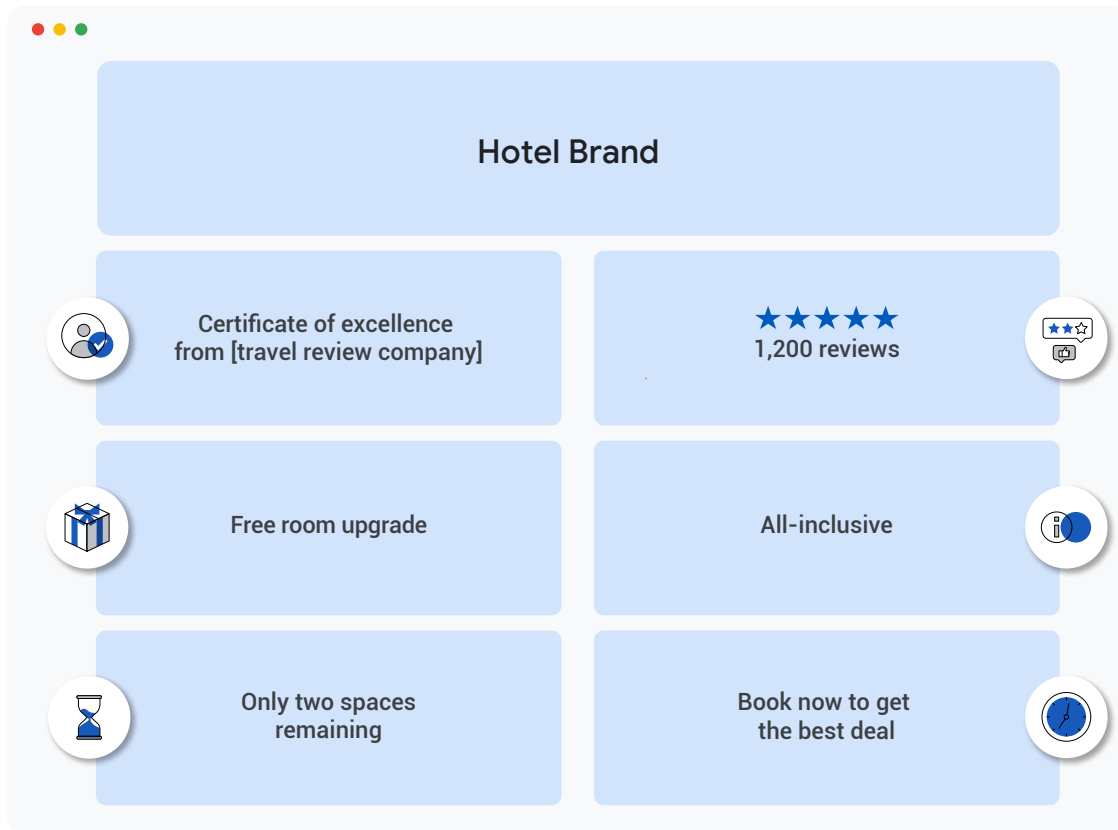 Hotel Brand
Certificate of excellence
from [travel review company]
★★★★★
1,200 reviews
Free room upgrade
All-inclusive
Only two spaces
remaining
Book now to get
the best deal